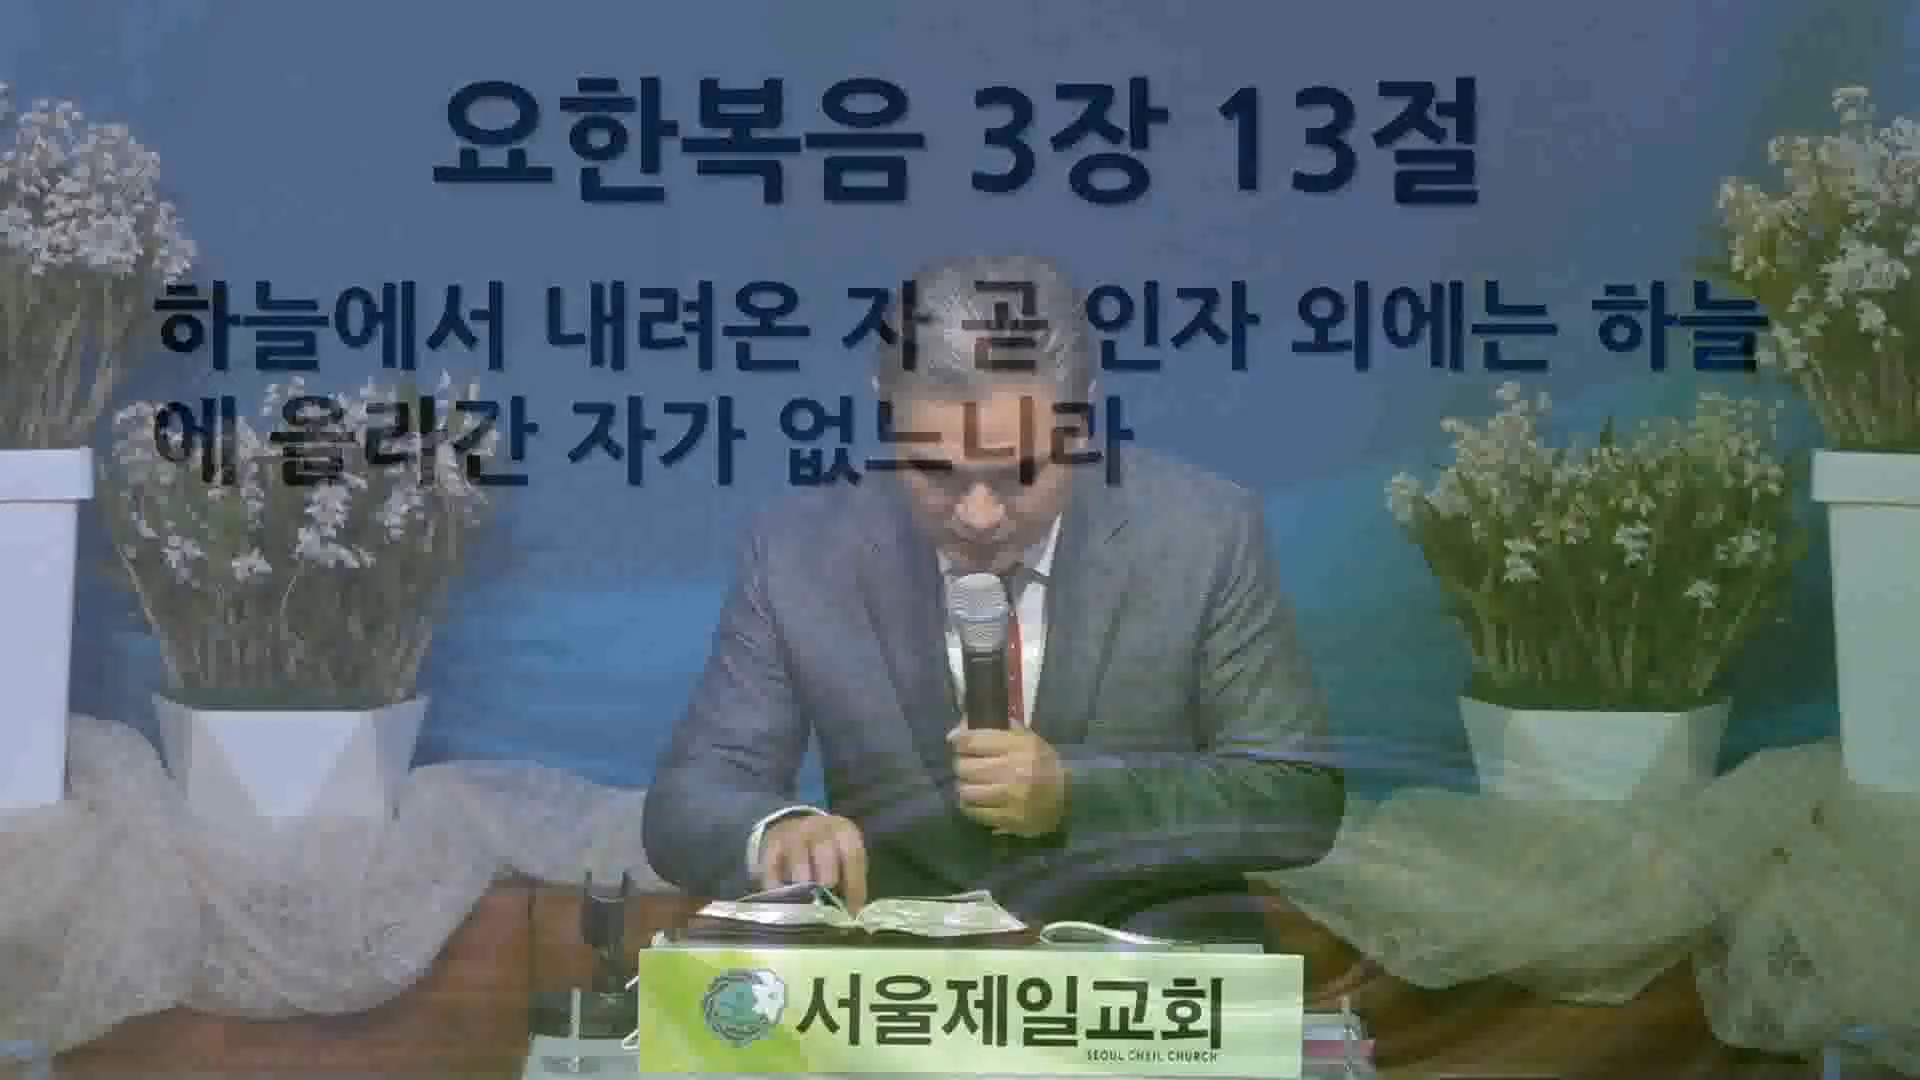 요한복음 3장 13절
하늘에서 내려온 자 곧 인자 외에는 하늘
에 올라간 자가 없느니라
서울제일교회
SEOUL CHEIL CHURCH